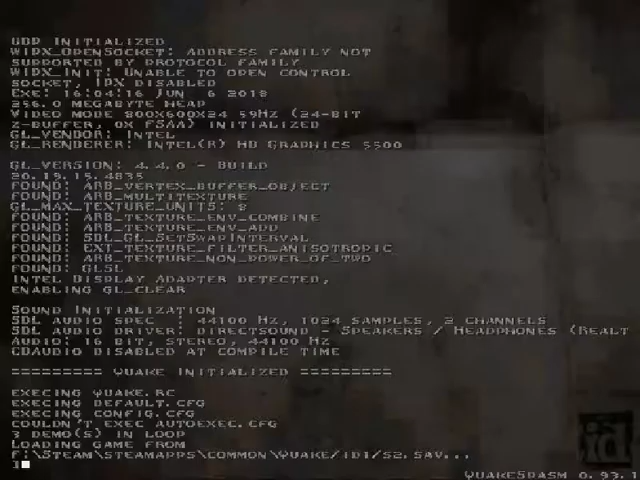 UDP Initialized
WIPX_OpenSocket: Address family not
supported by protocol family
WIPX_Init: Unable to open control
socket, IPX disabled
Exe: 16:04:16 Jun  6 2018
256.0 megabyte heap
Video mode 800x600x24 59Hz (24-bit
z-buffer, 0x FSAA) initialized
GL_VENDOR: Intel
GL_RENDERER: Intel(R) HD Graphics 5500
GL_VERSION: 4.4.0 - Build
20.19.15.4835
FOUND: ARB_vertex_buffer_object
FOUND: ARB_multitexture
GL_MAX_TEXTURE_UNITS: 8
FOUND: ARB_texture_env_combine
FOUND: ARB_texture_env_add
FOUND: SDL_GL_SetSwapInterval
FOUND: EXT_texture_filter_anisotropic
FOUND: ARB_texture_non_power_of_two
FOUND: GLSL
Intel Display Adapter detected,
enabling gl_clear
Sound Initialization
SDL audio spec  : 44100 Hz, 1024 samples, 2 channels
SDL audio driver: directsound - Speakers / Headphones (Realt
Audio: 16 bit, stereo, 44100 Hz
CDAudio disabled at compile time
========= Quake Initialized =========
execing quake.rc
execing default.cfg
execing config.cfg
couldn't exec autoexec.cfg
3 demo(s) in loop
Loading game from
F:\Steam\steamapps\common\Quake/id1/s2.sav...
]
id
QuakeSpasm 0.93.1